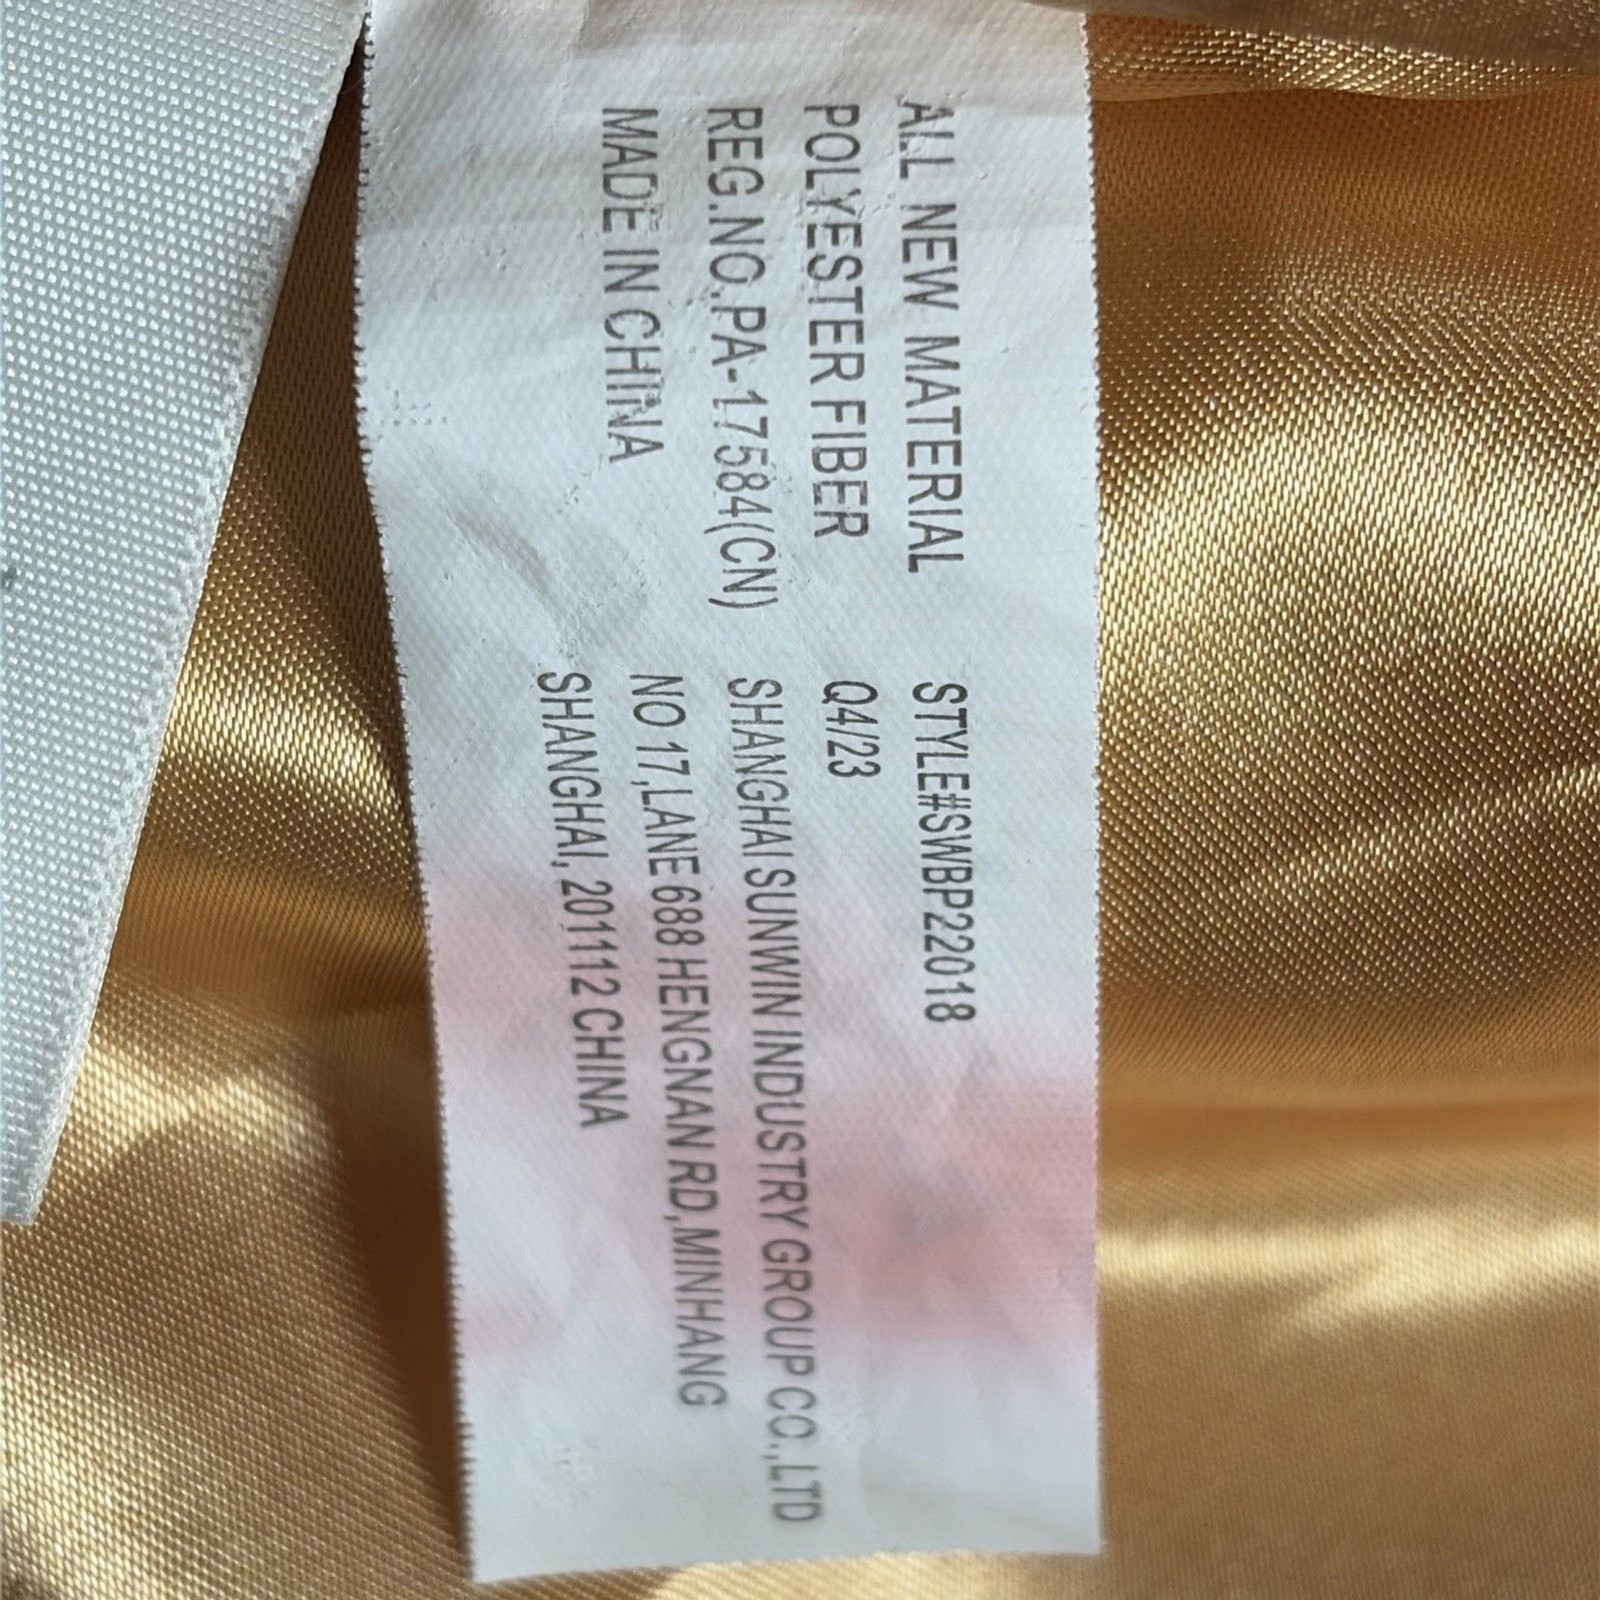 ALL NEW MATERIAL
POLYESTER FIBER
REG.NO.PA-17584(CN)
MADE IN CHINA
STYLE#SWBP22018
Q4/23
SHANGHAI SUNWIN INDUSTRY GROUP CO.,LTD
NO 17,LANE 688 HENGNAN RD,MINHANG
SHANGHAI, 201112 CHINA